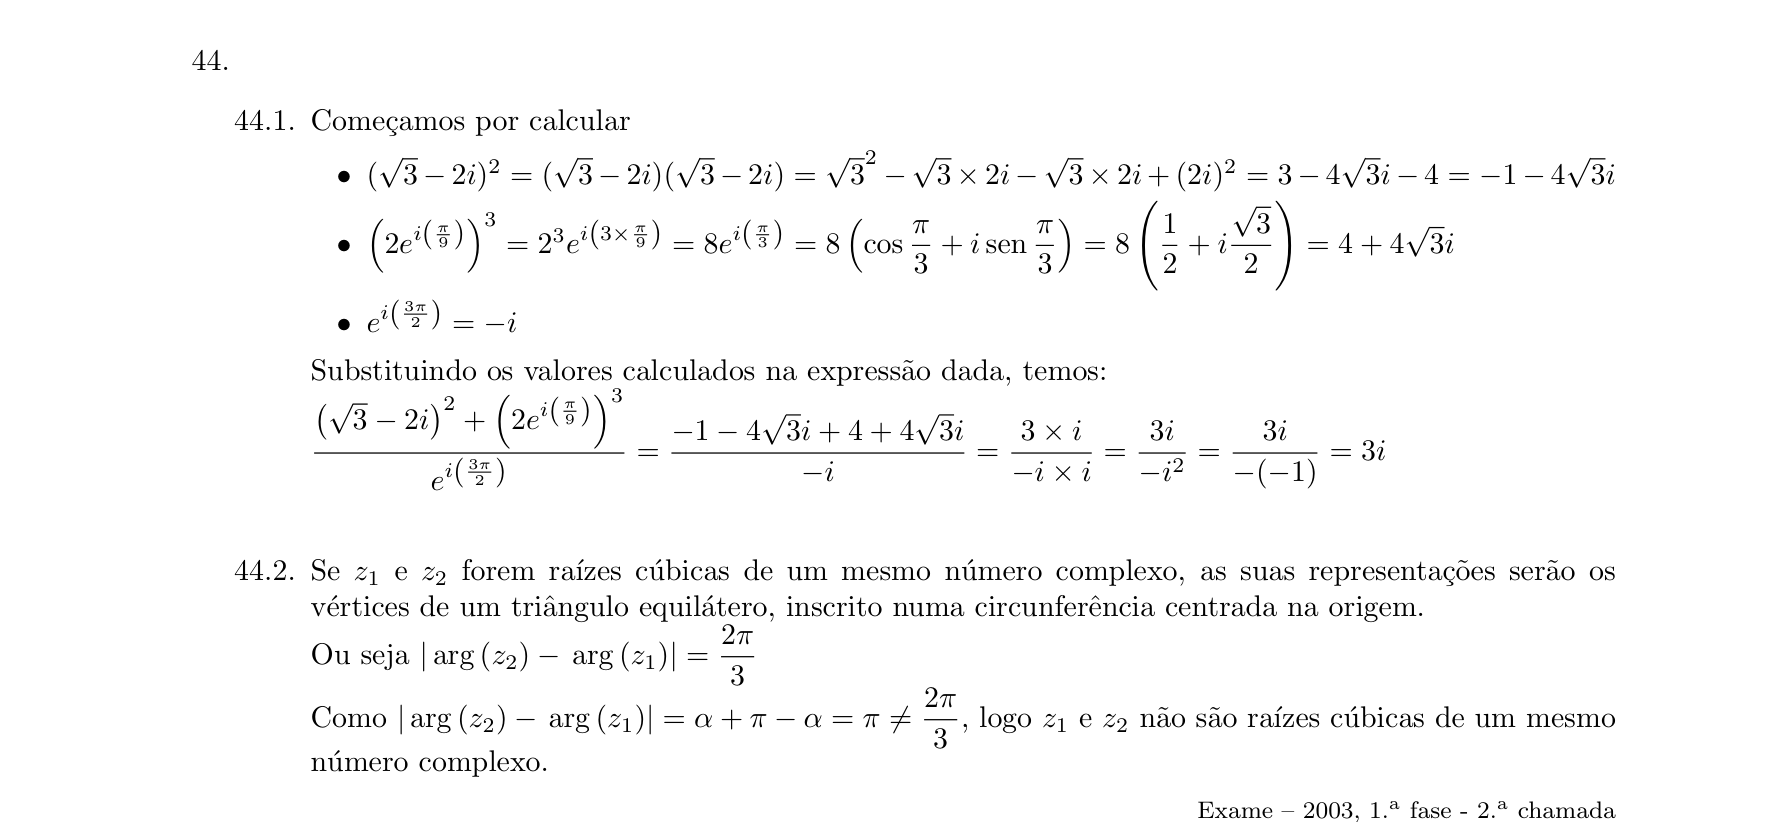 44.
44.1. Começamos por calcular
• $(\sqrt{3}-2i)^2 = (\sqrt{3}-2i)(\sqrt{3}-2i) = \sqrt{3}^2 - \sqrt{3} \times 2i - \sqrt{3} \times 2i + (2i)^2 = 3 - 4\sqrt{3}i - 4 = -1 - 4\sqrt{3}i$
• $\left(2e^{i\left(\frac{\pi}{9}\right)}\right)^3 = 2^3 e^{i\left(3 \times \frac{\pi}{9}\right)} = 8e^{i\left(\frac{\pi}{3}\right)} = 8\left(\cos\frac{\pi}{3} + i\,\text{sen}\,\frac{\pi}{3}\right) = 8\left(\frac{1}{2} + i\frac{\sqrt{3}}{2}\right) = 4 + 4\sqrt{3}i$
• $e^{i\left(\frac{3\pi}{2}\right)} = -i$
Substituindo os valores calculados na expressão dada, temos:
$\frac{\left(\sqrt{3}-2i\right)^2 + \left(2e^{i\left(\frac{\pi}{9}\right)}\right)^3}{e^{i\left(\frac{3\pi}{2}\right)}} = \frac{-1 - 4\sqrt{3}i + 4 + 4\sqrt{3}i}{-i} = \frac{3 \times i}{-i \times i} = \frac{3i}{-i^2} = \frac{3i}{-(-1)} = 3i$
44.2. Se $z_1$ e $z_2$ forem raízes cúbicas de um mesmo número complexo, as suas representações serão os
vértices de um triângulo equilátero, inscrito numa circunferência centrada na origem.
Ou seja $|\arg(z_2) - \arg(z_1)| = \frac{2\pi}{3}$
Como $|\arg(z_2) - \arg(z_1)| = \alpha + \pi - \alpha = \pi \neq \frac{2\pi}{3}$, logo $z_1$ e $z_2$ não são raízes cúbicas de um mesmo
número complexo.
Exame – 2003, 1.ª fase - 2.ª chamada